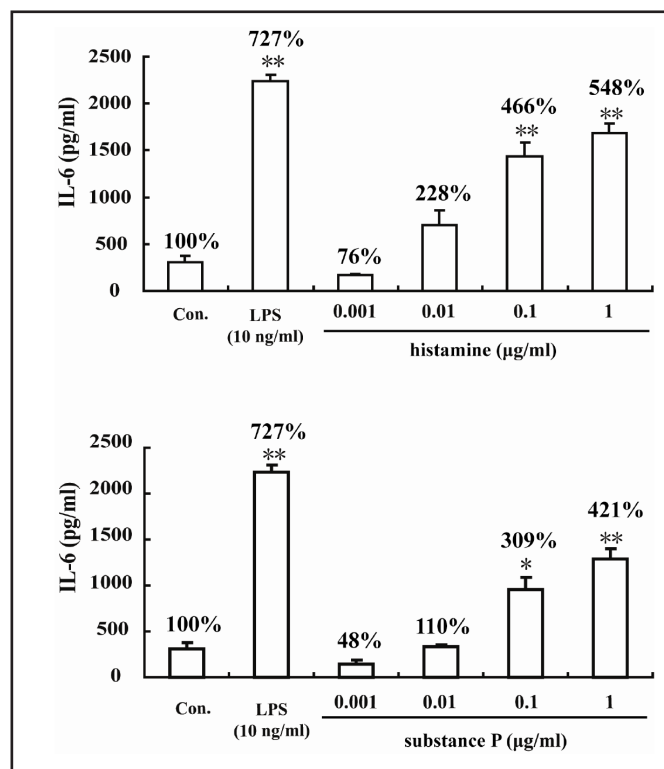 727%
**
2500
548%
**
466%
**
2000
1500
IL-6 (pg/ml)
228%
1000
500
100%
76%
0
Con.
LPS
(10 ng/ml)
0.001 0.01 0.1 1
histamine (μg/ml)
727%
**
2500
2000
421%
**
309%
*
1500
IL-6 (pg/ml)
1000
500
100%
48%
110%
0
Con.
LPS
(10 ng/ml)
0.001 0.01 0.1 1
substance P (μg/ml)